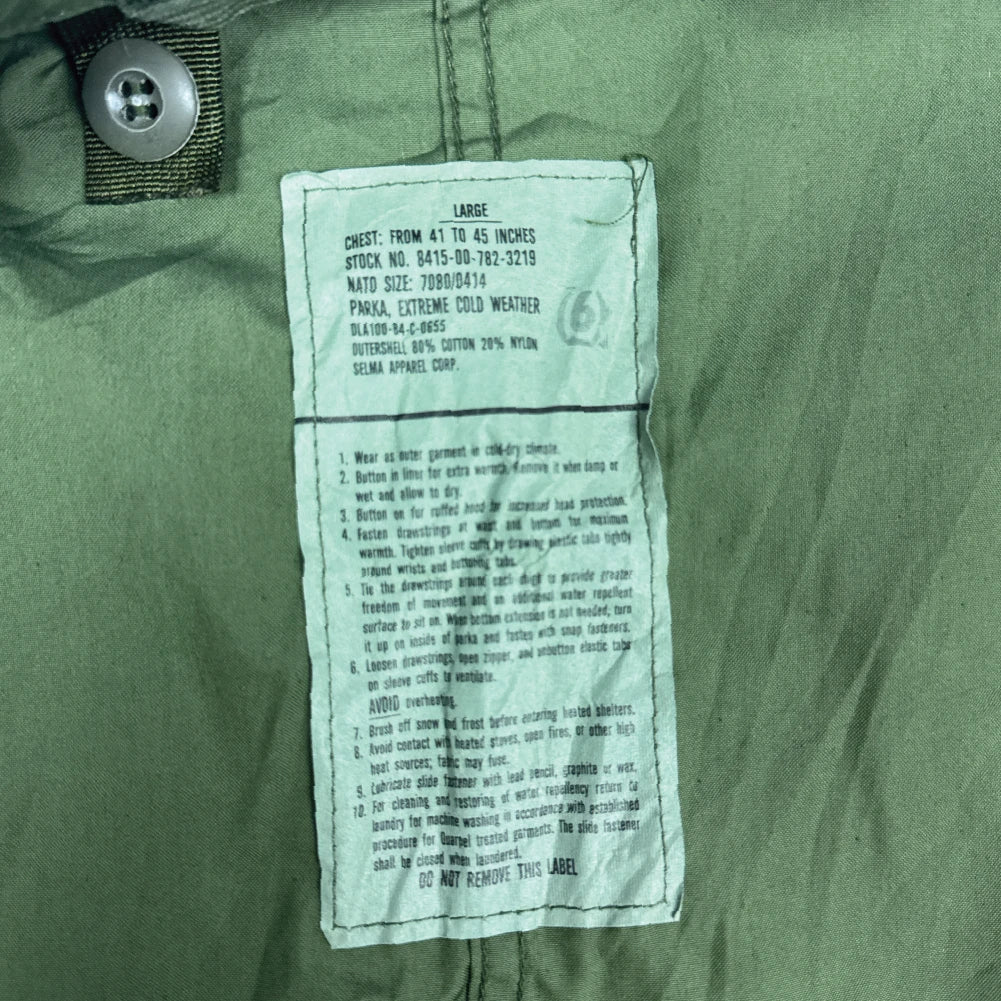 LARGE
CHEST: FROM 41 TO 45 INCHES
STOCK NO. 8415-00-782-3219
NATO SIZE: 7080/0414
PARKA, EXTREME COLD WEATHER
DLA100-84-C-0655
OUTERSHELL 80% COTTON 20% NYLON
SELMA APPAREL CORP.
6
1. Wear as outer garment in cold-dry climate.
2. Button in liner for extra warmth. Remove it when damp or
wet and allow to dry.
3. Button on fur ruffed hood for increased head protection.
4. Fasten drawstrings at waist and bottom for maximum
warmth. Tighten sleeve cuffs by drawing elastic tabs tightly
around wrists and buttoning tabs.
5. Tie the drawstrings around each thigh to provide greater
freedom of movement and an additional water repellent
surface to sit on. When bottom extension is not needed, turn
it up on inside of parka and fasten with snap fasteners.
6. Loosen drawstrings, open zipper, and unbutton elastic tabs
on sleeve cuffs to ventilate.
AVOID overheating.
7. Brush off snow and frost before entering heated shelters.
8. Avoid contact with heated stoves, open fires, or other high
heat sources; fabric may fuse.
9. Lubricate slide fastener with lead pencil, graphite or wax.
10. For cleaning and restoring of water repellency return to
laundry for machine washing in accordance with established
procedure for Quarpel treated garments. The slide fastener
shall be closed when laundered.
DO NOT REMOVE THIS LABEL